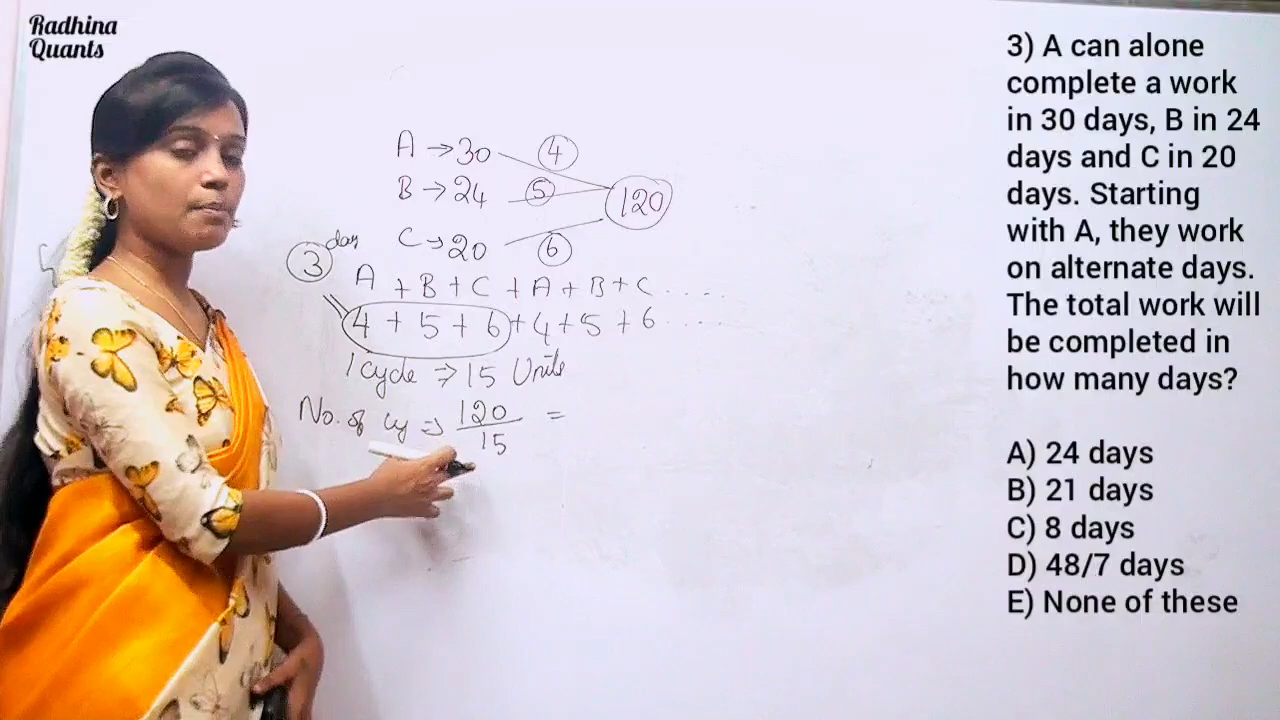 Radhina
Quants
A → 30 4
B → 24 5 120
C → 20 6
3 day
A + B + C + A + B + C ....
4 + 5 + 6 + 4 + 5 + 6 ....
1 cycle ⇒ 15 Units
No. of cy ⇒ 120/15 =
3) A can alone
complete a work
in 30 days, B in 24
days and C in 20
days. Starting
with A, they work
on alternate days.
The total work will
be completed in
how many days?
A) 24 days
B) 21 days
C) 8 days
D) 48/7 days
E) None of these